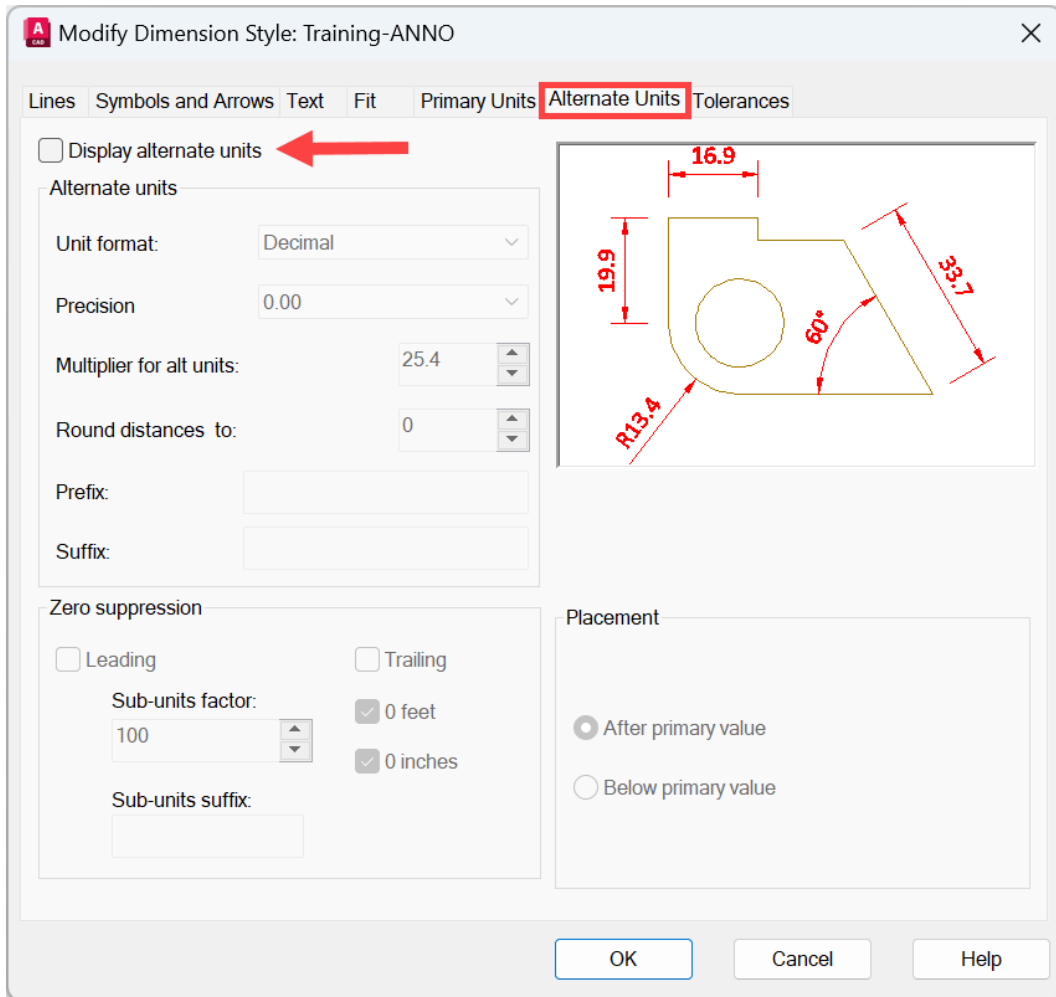 A
CAD
Modify Dimension Style: Training-ANNO
Lines Symbols and Arrows Text Fit Primary Units Alternate Units Tolerances
Display alternate units
Alternate units
Unit format: Decimal
Precision 0.00
Multiplier for alt units: 25.4
Round distances to: 0
Prefix:
Suffix:
16.9
19.9
33.7
60°
R13.4
Zero suppression
Leading
Trailing
Sub-units factor:
100
0 feet
0 inches
Sub-units suffix:
Placement
After primary value
Below primary value
OK Cancel Help